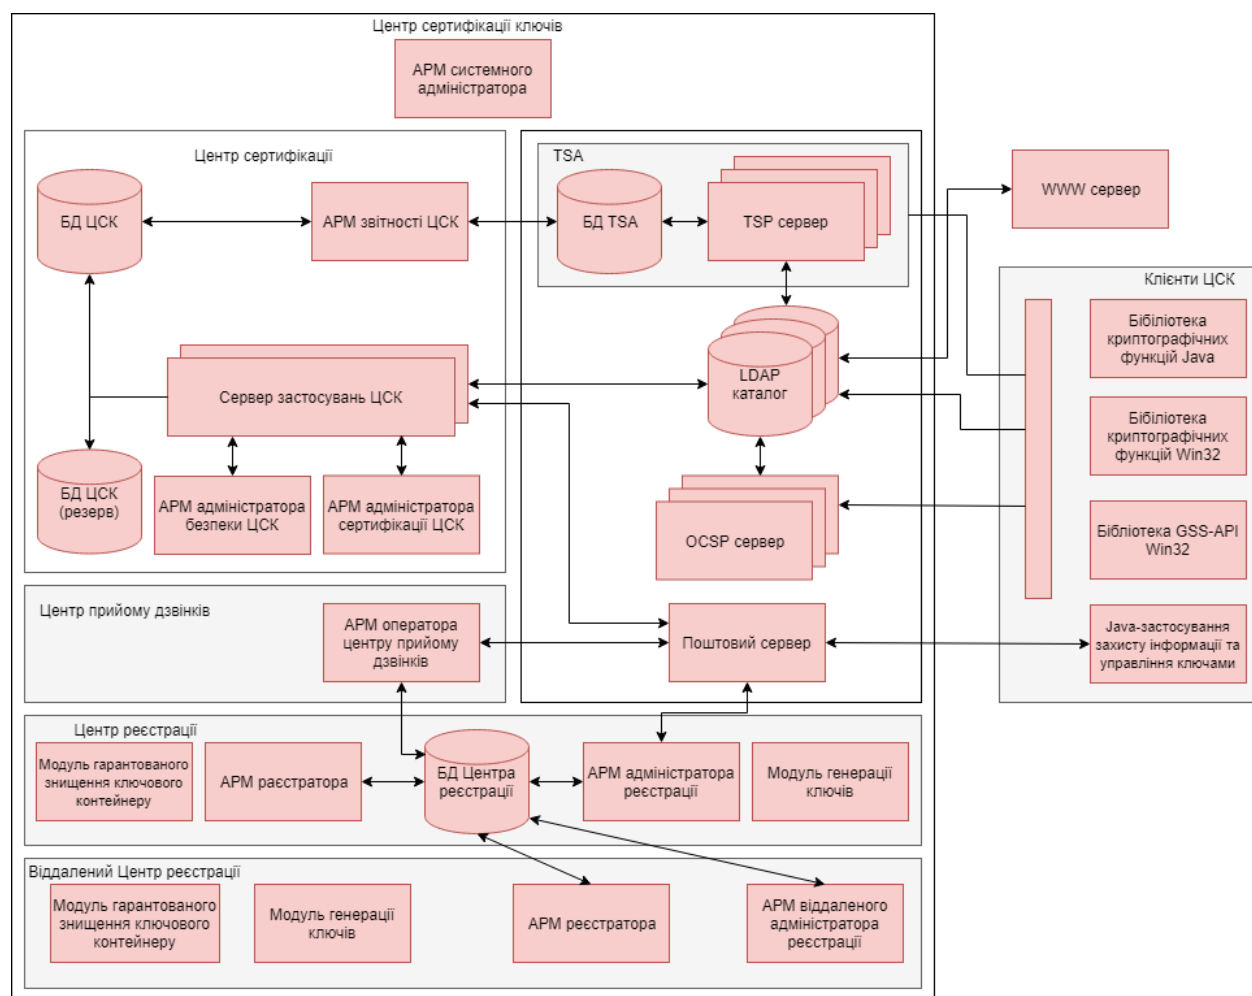 Центр сертифікації ключів
АРМ системного
адміністратора
Центр сертифікації
БД ЦСК
АРМ звітності ЦСК
Сервер застосувань ЦСК
БД ЦСК
(резерв)
АРМ адміністратора
безпеки ЦСК
АРМ адміністратора
сертифікації ЦСК
TSA
БД TSA
TSP сервер
LDAP
каталог
OCSP сервер
Поштовий сервер
WWW сервер
Клієнти ЦСК
Бібліотека
криптографічних
функцій Java
Бібліотека
криптографічних
функцій Win32
Бібліотека GSS-API
Win32
Java-застосування
захисту інформації та
управління ключами
Центр прийому дзвінків
АРМ оператора
центру прийому
дзвінків
Центр реєстрації
Модуль гарантованого
знищення ключового
контейнеру
АРМ раєстратора
БД Центра
реєстрації
АРМ адміністратора
реєстрації
Модуль генерації
ключів
Віддалений Центр реєстрації
Модуль гарантованого
знищення ключового
контейнеру
Модуль генерації
ключів
АРМ реєстратора
АРМ віддаленого
адміністратора
реєстрації